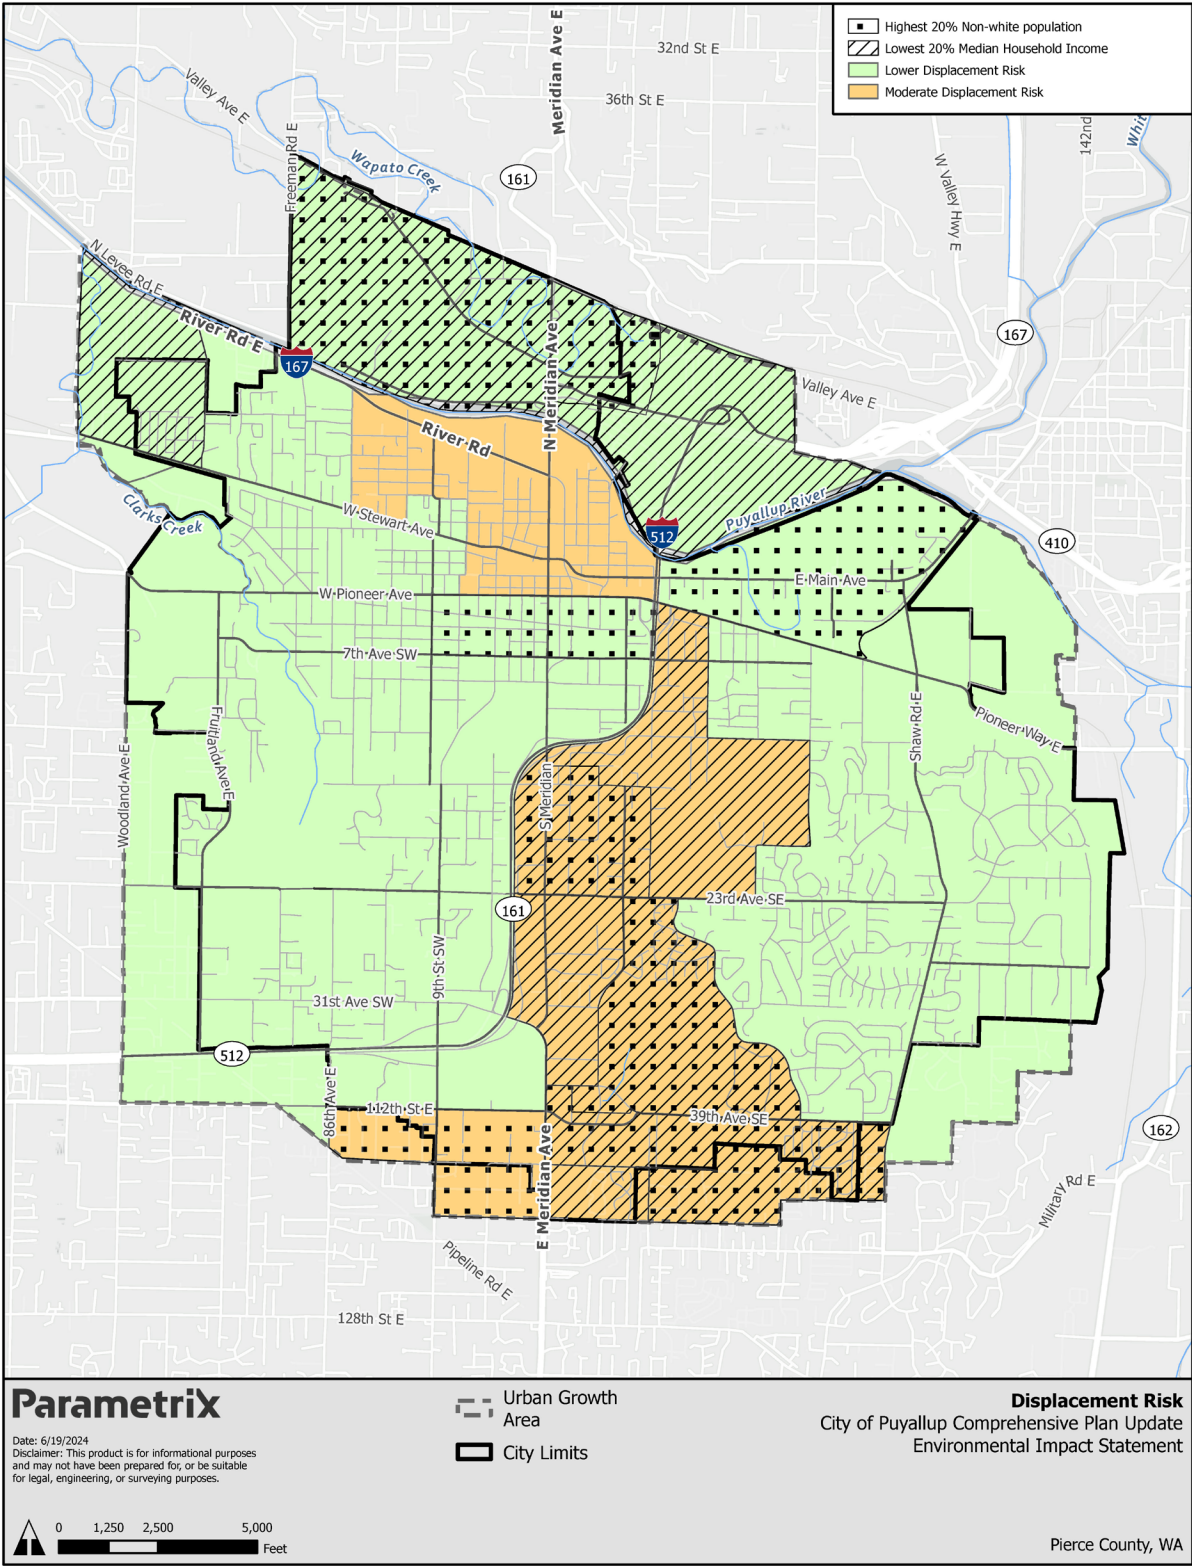 Highest 20% Non-white population
Lowest 20% Median Household Income
Lower Displacement Risk
Moderate Displacement Risk
Meridian Ave E
32nd St E
36th St E
Valley Ave E
Freeman Rd E
Wapato Creek
161
W Valley Hwy E
142nd
Whit
167
N Levee Rd E
River Rd E
167
N Meridian Ave
Valley Ave E
River Rd
Clarks Creek
W Stewart Ave
Puyallup River
512
410
E Main Ave
W Pioneer Ave
7th Ave SW
Fruitland Ave E
Woodland Ave E
S Meridian
Shaw Rd E
Pioneer Way E
161
23rd Ave SE
9th St SW
31st Ave SW
512
86th Ave E
112th St E
39th Ave SE
162
E Meridian Ave
Military Rd E
Pipeline Rd E
128th St E
Parametrix
Date: 6/19/2024
Disclaimer: This product is for informational purposes
and may not have been prepared for, or be suitable
for legal, engineering, or surveying purposes.
0 1,250 2,500 5,000
Feet
Urban Growth
Area
City Limits
Displacement Risk
City of Puyallup Comprehensive Plan Update
Environmental Impact Statement
Pierce County, WA